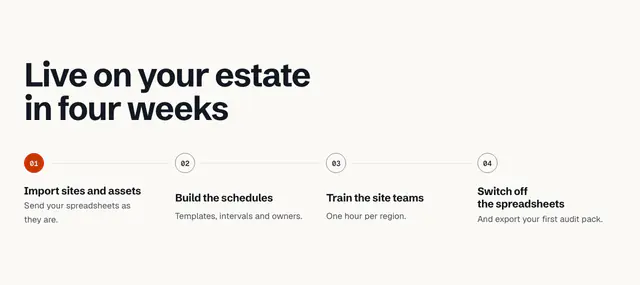 Live on your estate
in four weeks
01
Import sites and assets
Send your spreadsheets as
they are.
02
Build the schedules
Templates, intervals and owners.
03
Train the site teams
One hour per region.
04
Switch off
the spreadsheets
And export your first audit pack.